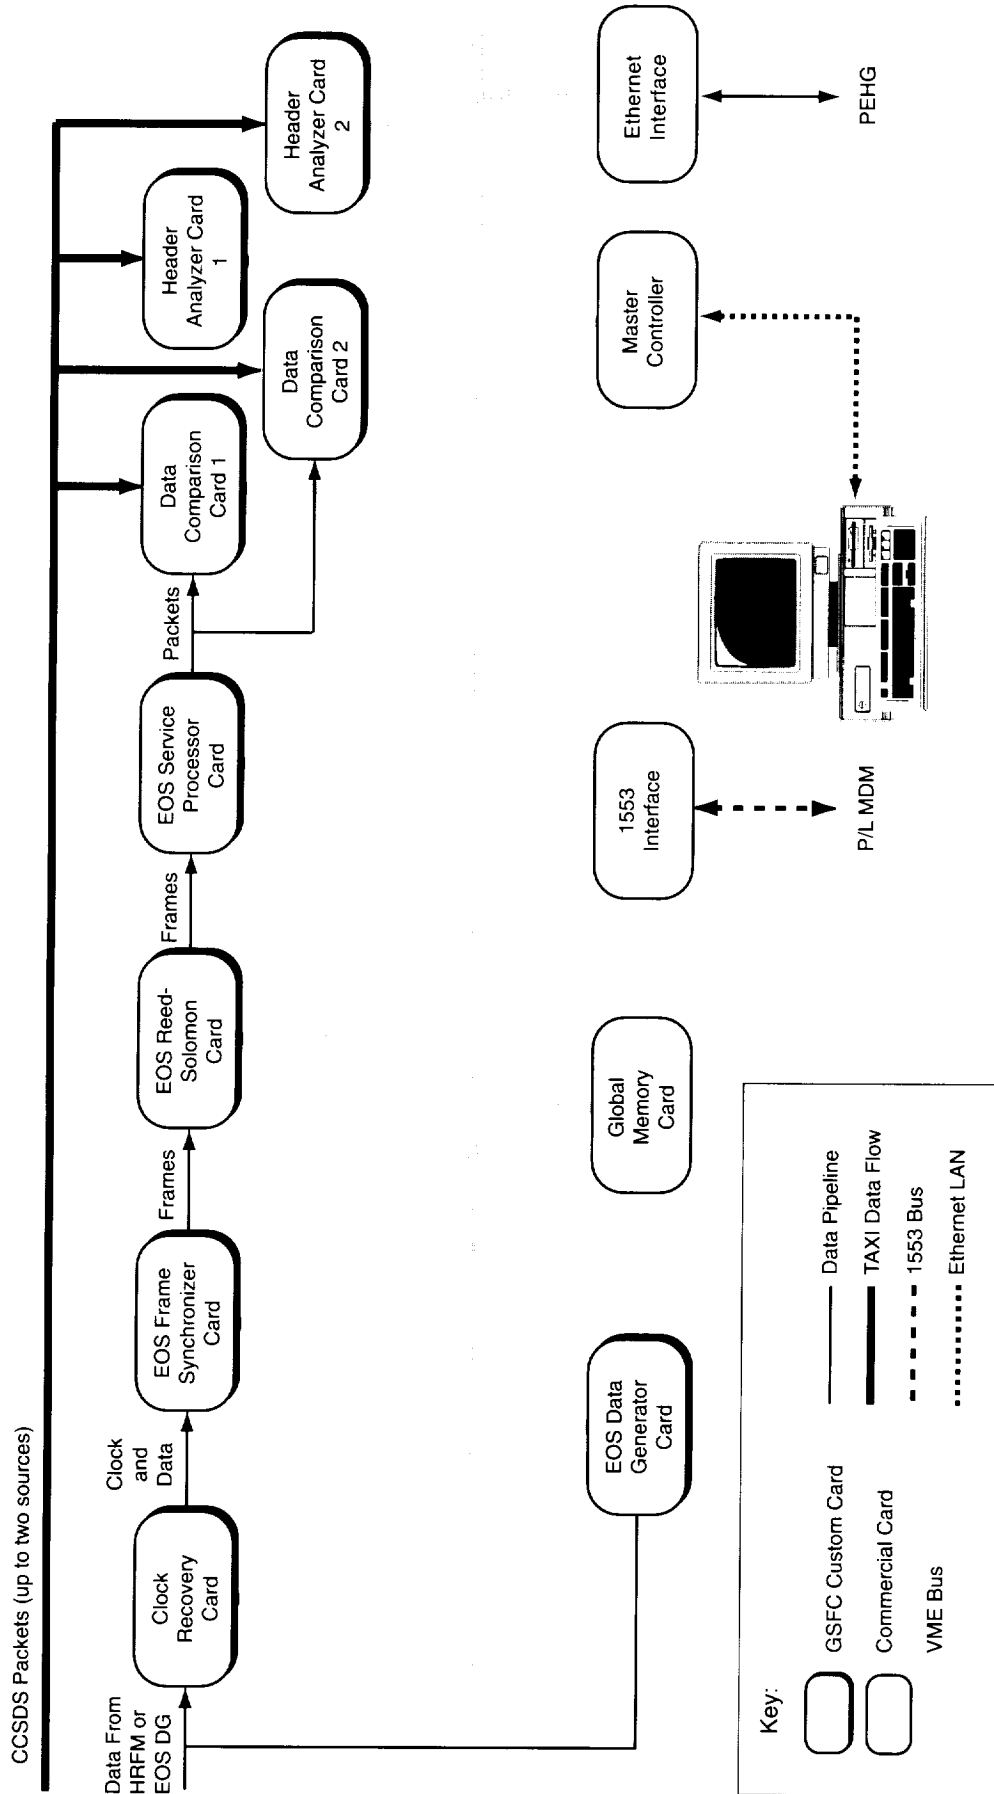 CCSDS Packets (up to two sources)
Data From
HRFM or
EOS DG
Clock
Recovery
Card
Clock
and
Data
EOS Frame
Synchronizer
Card
Frames
EOS Reed-
Solomon
Card
Frames
EOS Service
Processor
Card
Packets
Data
Comparison
Card 1
Data
Comparison
Card 2
Header
Analyzer Card
1
Header
Analyzer Card
2
EOS Data
Generator
Card
Global
Memory
Card
1553
Interface
P/L MDM
Master
Controller
Ethernet
Interface
PEHG
Key:
GSFC Custom Card
Commercial Card
VME Bus
Data Pipeline
TAXI Data Flow
1553 Bus
Ethernet LAN